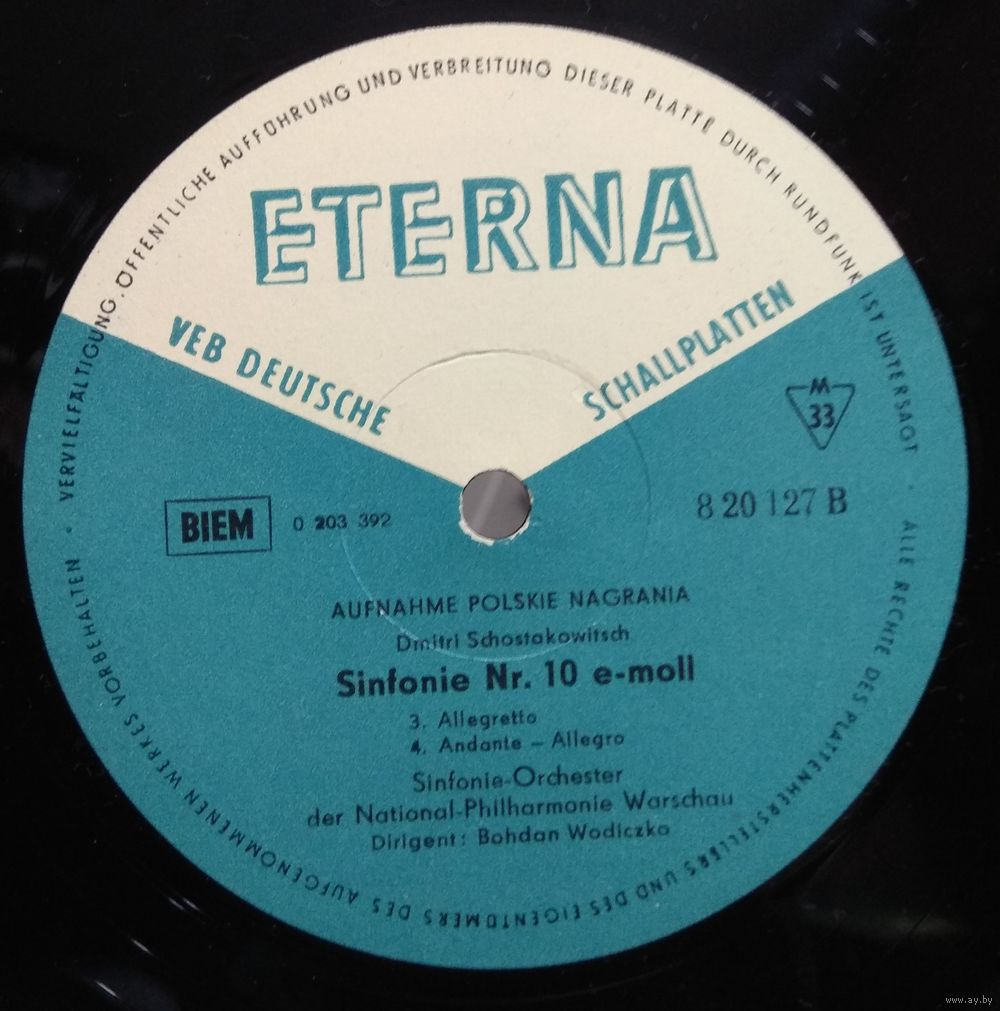 VERVIELFÄLTIGUNG, ÖFFENTLICHE AUFFÜHRUNG UND VERBREITUNG DIESER PLATTE DURCH RUNDFUNK IST UNTERSAGT · ALLE RECHTE DES PLATTENHERSTELLERS UND DES EIGENTÜMERS DES AUFGENOMMENEN WERKES VORBEHALTEN ·
ETERNA
VEB DEUTSCHE SCHALLPLATTEN
M
33
BIEM
0 203 392
8 20 127 B
AUFNAHME POLSKIE NAGRANIA
Dmitri Schostakowitsch
Sinfonie Nr. 10 e-moll
3. Allegretto
4. Andante – Allegro
Sinfonie-Orchester
der National-Philharmonie Warschau
Dirigent: Bohdan Wodiczko
www.ay.by